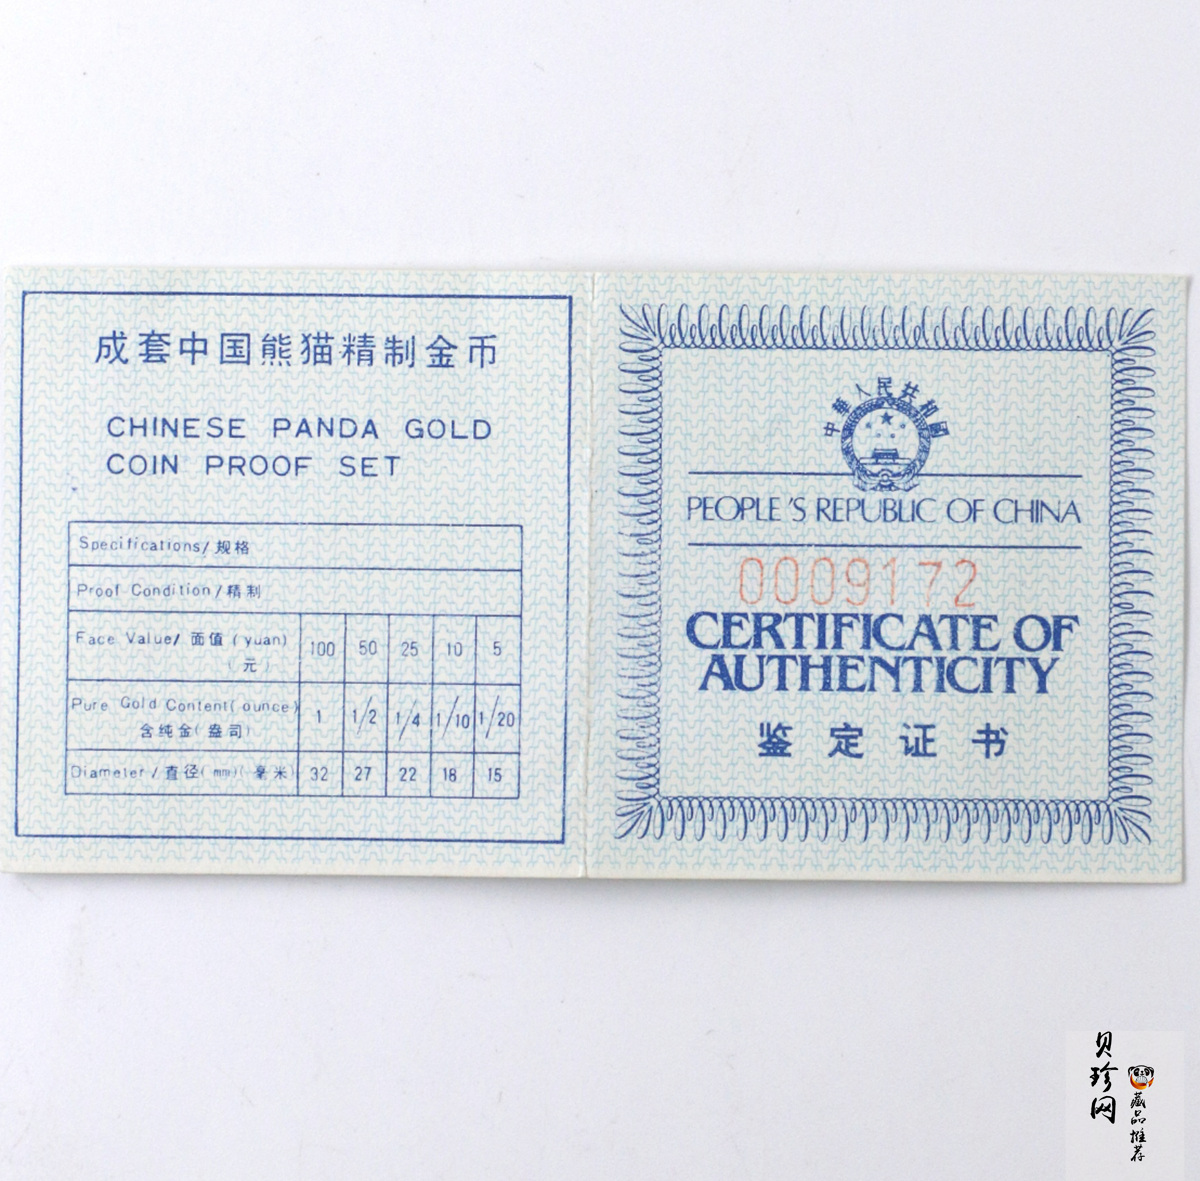 成套中国熊猫精制金币
CHINESE PANDA GOLD
COIN PROOF SET
Specifications/规格
Proof Condition/精制
Face Value/面值(yuan)
(元)
100 50 25 10 5
Pure Gold Content(ounce)
含纯金(盎司)
1 1/2 1/4 1/10 1/20
Diameter/直径(mm)(毫米)
32 27 22 18 15
中華人民共和國
PEOPLE'S REPUBLIC OF CHINA
0009172
CERTIFICATE OF
AUTHENTICITY
鉴定证书
贝珍网
藏品推荐